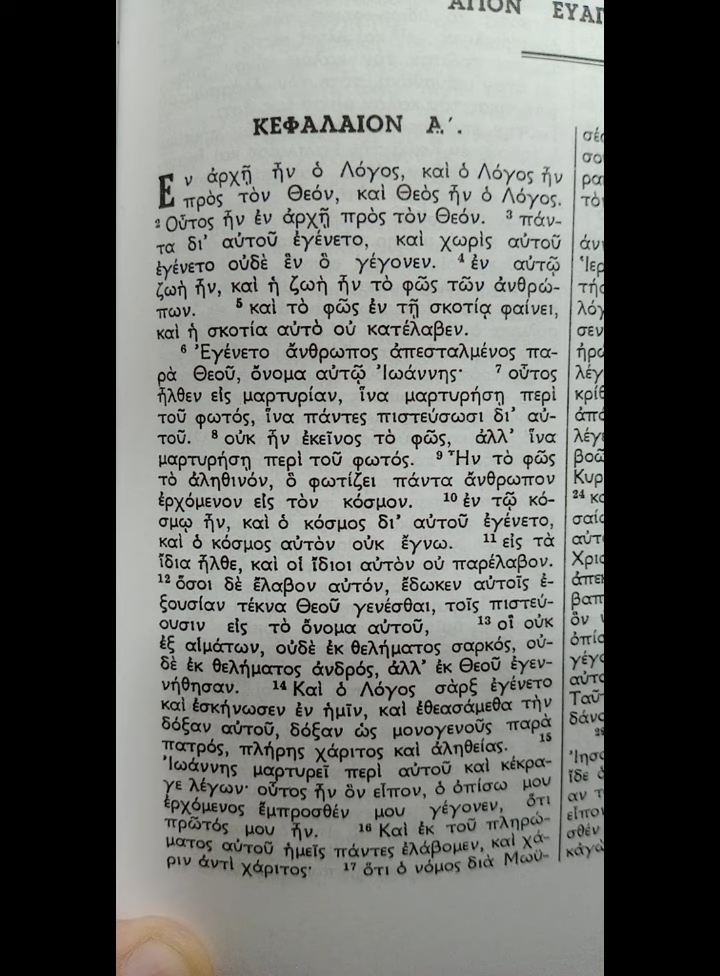 ΑΓΙΟΝ ΕΥΑΓ
ΚΕΦΑΛΑΙΟΝ Α΄.
Εν ἀρχῇ ἦν ὁ Λόγος, καὶ ὁ Λόγος ἦν
πρὸς τὸν Θεόν, καὶ Θεὸς ἦν ὁ Λόγος.
2 Οὗτος ἦν ἐν ἀρχῇ πρὸς τὸν Θεόν. 3 πάν-
τα δι' αὐτοῦ ἐγένετο, καὶ χωρὶς αὐτοῦ
ἐγένετο οὐδὲ ἓν ὃ γέγονεν. 4 ἐν αὐτῷ
ζωὴ ἦν, καὶ ἡ ζωὴ ἦν τὸ φῶς τῶν ἀνθρώ-
πων. 5 καὶ τὸ φῶς ἐν τῇ σκοτίᾳ φαίνει,
καὶ ἡ σκοτία αὐτὸ οὐ κατέλαβεν.
6 Ἐγένετο ἄνθρωπος ἀπεσταλμένος πα-
ρὰ Θεοῦ, ὄνομα αὐτῷ Ἰωάννης· 7 οὗτος
ἦλθεν εἰς μαρτυρίαν, ἵνα μαρτυρήσῃ περὶ
τοῦ φωτός, ἵνα πάντες πιστεύσωσι δι' αὐ-
τοῦ. 8 οὐκ ἦν ἐκεῖνος τὸ φῶς, ἀλλ' ἵνα
μαρτυρήσῃ περὶ τοῦ φωτός. 9 Ἦν τὸ φῶς
τὸ ἀληθινόν, ὃ φωτίζει πάντα ἄνθρωπον
ἐρχόμενον εἰς τὸν κόσμον. 10 ἐν τῷ κό-
σμῳ ἦν, καὶ ὁ κόσμος δι' αὐτοῦ ἐγένετο,
καὶ ὁ κόσμος αὐτὸν οὐκ ἔγνω. 11 εἰς τὰ
ἴδια ἦλθε, καὶ οἱ ἴδιοι αὐτὸν οὐ παρέλαβον.
12 ὅσοι δὲ ἔλαβον αὐτόν, ἔδωκεν αὐτοῖς ἐ-
ξουσίαν τέκνα Θεοῦ γενέσθαι, τοῖς πιστεύ-
ουσιν εἰς τὸ ὄνομα αὐτοῦ, 13 οἳ οὐκ
ἐξ αἱμάτων, οὐδὲ ἐκ θελήματος σαρκός, οὐ-
δὲ ἐκ θελήματος ἀνδρός, ἀλλ' ἐκ Θεοῦ ἐγεν-
νήθησαν. 14 Καὶ ὁ Λόγος σὰρξ ἐγένετο
καὶ ἐσκήνωσεν ἐν ἡμῖν, καὶ ἐθεασάμεθα τὴν
δόξαν αὐτοῦ, δόξαν ὡς μονογενοῦς παρὰ
πατρός, πλήρης χάριτος καὶ ἀληθείας. 15
Ἰωάννης μαρτυρεῖ περὶ αὐτοῦ καὶ κέκρα-
γε λέγων· οὗτος ἦν ὃν εἶπον, ὁ ὀπίσω μου
ἐρχόμενος ἔμπροσθέν μου γέγονεν, ὅτι
πρῶτός μου ἦν. 16 Καὶ ἐκ τοῦ πληρώ-
ματος αὐτοῦ ἡμεῖς πάντες ἐλάβομεν, καὶ χά-
ριν ἀντὶ χάριτος· 17 ὅτι ὁ νόμος διὰ Μωϋ-